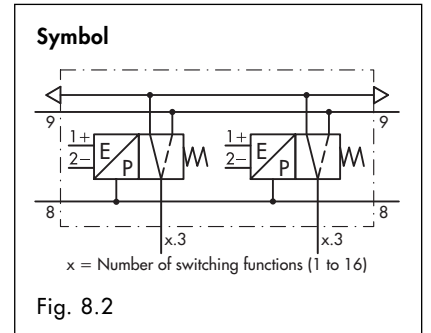 Symbol
9 9
1+ 1+
2− E P 2− E P
8 8
x.3 x.3
x = Number of switching functions (1 to 16)
Fig. 8.2